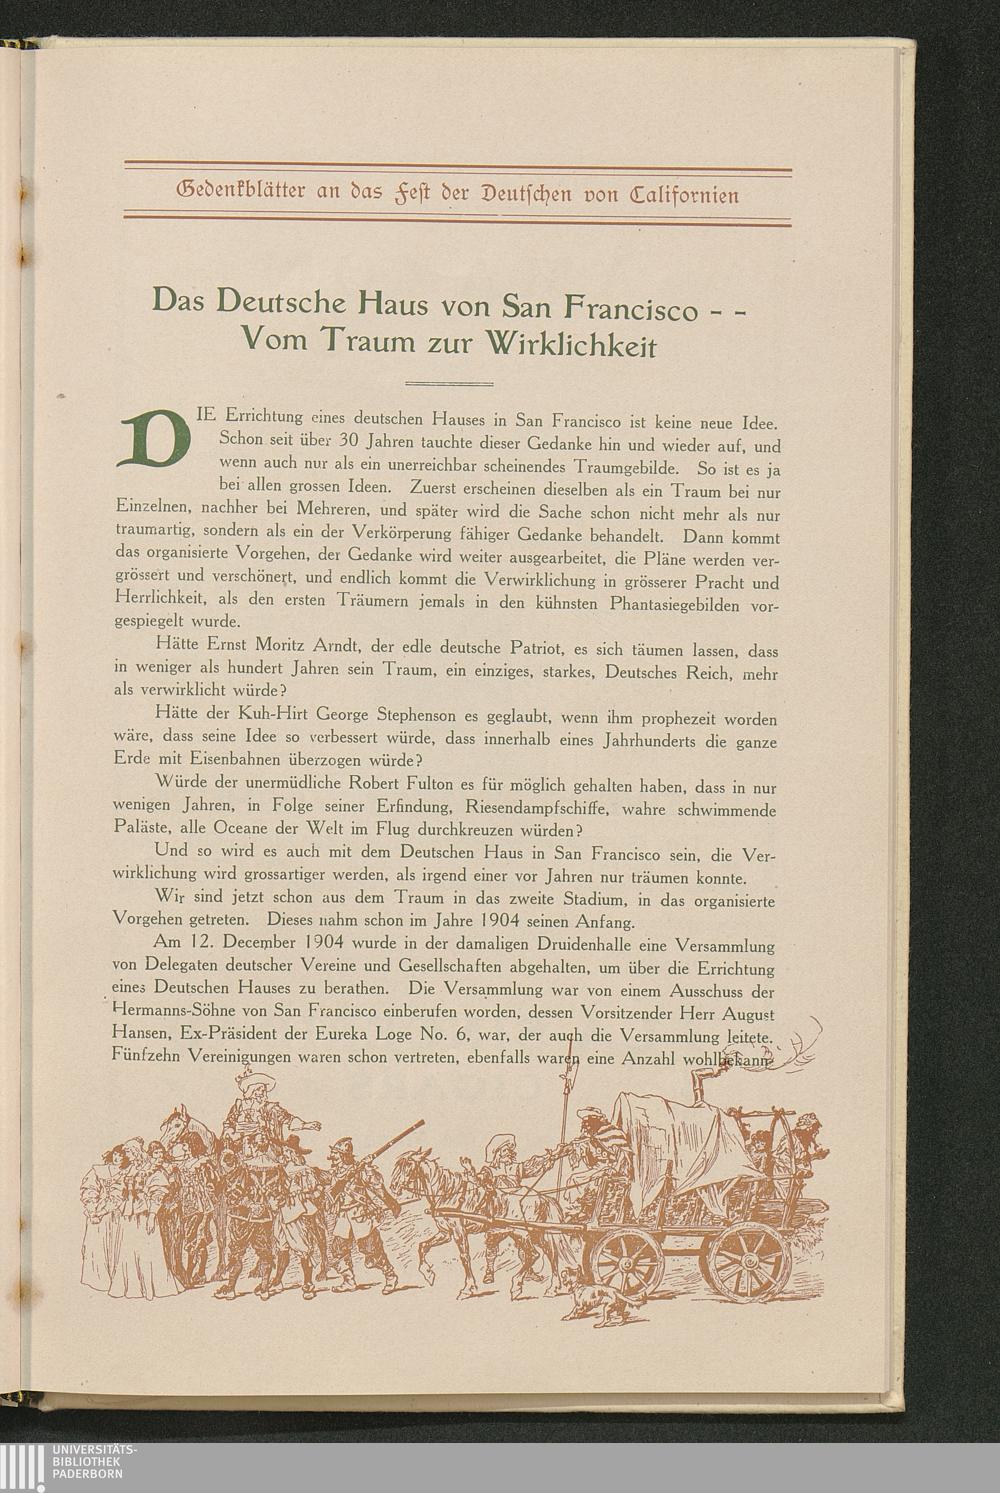 Gedenkblätter an das Fest der Deutschen von Californien
Das Deutsche Haus von San Francisco - -
Vom Traum zur Wirklichkeit
DIE Errichtung eines deutschen Hauses in San Francisco ist keine neue Idee.
Schon seit über 30 Jahren tauchte dieser Gedanke hin und wieder auf, und
wenn auch nur als ein unerreichbar scheinendes Traumgebilde. So ist es ja
bei allen grossen Ideen. Zuerst erscheinen dieselben als ein Traum bei nur
Einzelnen, nachher bei Mehreren, und später wird die Sache schon nicht mehr als nur
traumartig, sondern als ein der Verkörperung fähiger Gedanke behandelt. Dann kommt
das organisierte Vorgehen, der Gedanke wird weiter ausgearbeitet, die Pläne werden ver-
grössert und verschönert, und endlich kommt die Verwirklichung in grösserer Pracht und
Herrlichkeit, als den ersten Träumern jemals in den kühnsten Phantasiegebilden vor-
gespiegelt wurde.
Hätte Ernst Moritz Arndt, der edle deutsche Patriot, es sich täumen lassen, dass
in weniger als hundert Jahren sein Traum, ein einziges, starkes, Deutsches Reich, mehr
als verwirklicht würde?
Hätte der Kuh-Hirt George Stephenson es geglaubt, wenn ihm prophezeit worden
wäre, dass seine Idee so verbessert würde, dass innerhalb eines Jahrhunderts die ganze
Erde mit Eisenbahnen überzogen würde?
Würde der unermüdliche Robert Fulton es für möglich gehalten haben, dass in nur
wenigen Jahren, in Folge seiner Erfindung, Riesendampfschiffe, wahre schwimmende
Paläste, alle Oceane der Welt im Flug durchkreuzen würden?
Und so wird es auch mit dem Deutschen Haus in San Francisco sein, die Ver-
wirklichung wird grossartiger werden, als irgend einer vor Jahren nur träumen konnte.
Wir sind jetzt schon aus dem Traum in das zweite Stadium, in das organisierte
Vorgehen getreten. Dieses nahm schon im Jahre 1904 seinen Anfang.
Am 12. December 1904 wurde in der damaligen Druidenhalle eine Versammlung
von Delegaten deutscher Vereine und Gesellschaften abgehalten, um über die Errichtung
eines Deutschen Hauses zu berathen. Die Versammlung war von einem Ausschuss der
Hermanns-Söhne von San Francisco einberufen worden, dessen Vorsitzender Herr August
Hansen, Ex-Präsident der Eureka Loge No. 6, war, der auch die Versammlung leitete.
Fünfzehn Vereinigungen waren schon vertreten, ebenfalls waren eine Anzahl wohlbekann-
UNIVERSITÄTS-
BIBLIOTHEK
PADERBORN